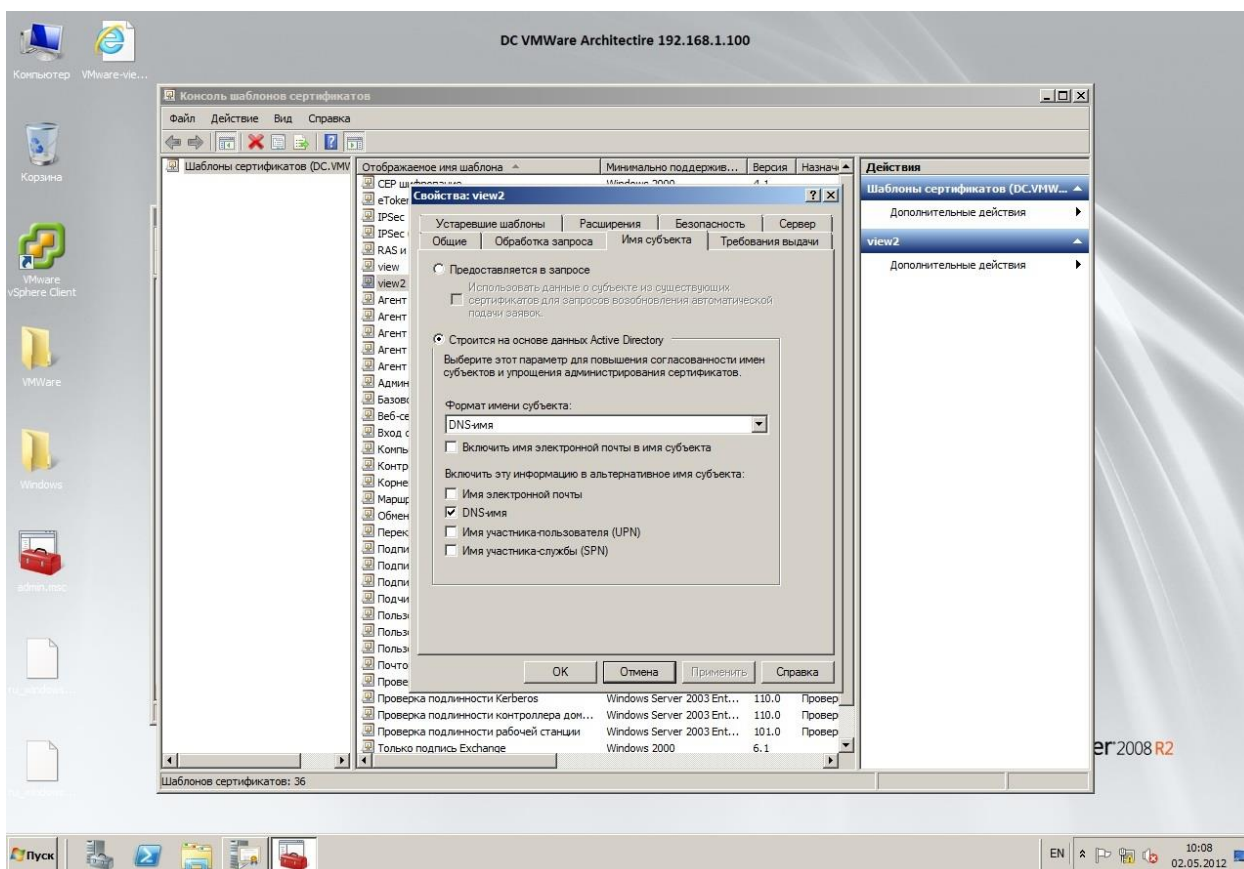 DC VMWare Architectire 192.168.1.100
Компьютер
VMware-vie...
Корзина
VMware
vSphere Client
VMWare
Windows
admin.msc
Консоль шаблонов сертификатов
Файл Действие Вид Справка
Шаблоны сертификатов (DC.VMV
Отображаемое имя шаблона Минимально поддержив... Версия Назнач
CEP шифрование Windows 2000 4.1
eToken
IPSec
IPSec
RAS и
view
view2
Агент
Агент
Агент
Агент
Агент
Админ
Базов
Веб-се
Вход с
Компь
Контр
Корне
Маршр
Обмен
Перек
Подпи
Подпи
Подпи
Подчи
Пользо
Пользо
Пользо
Почто
Прове
Проверка подлинности Kerberos Windows Server 2003 Ent... 110.0 Провер
Проверка подлинности контроллера дом... Windows Server 2003 Ent... 110.0 Провер
Проверка подлинности рабочей станции Windows Server 2003 Ent... 101.0 Провер
Только подпись Exchange Windows 2000 6.1
Свойства: view2
Устаревшие шаблоны Расширения Безопасность Сервер
Общие Обработка запроса Имя субъекта Требования выдачи
Предоставляется в запросе
Использовать данные о субъекте из существующих
сертификатов для запросов возобновления автоматической
подачи заявок.
Строится на основе данных Active Directory
Выберите этот параметр для повышения согласованности имен
субъектов и упрощения администрирования сертификатов.
Формат имени субъекта:
DNS-имя
Включить имя электронной почты в имя субъекта
Включить эту информацию в альтернативное имя субъекта:
Имя электронной почты
DNS-имя
Имя участника-пользователя (UPN)
Имя участника-службы (SPN)
OK Отмена Применить Справка
Действия
Шаблоны сертификатов (DC.VMW...
Дополнительные действия
view2
Дополнительные действия
Шаблонов сертификатов: 36
er 2008 R2
Пуск
EN
10:08
02.05.2012